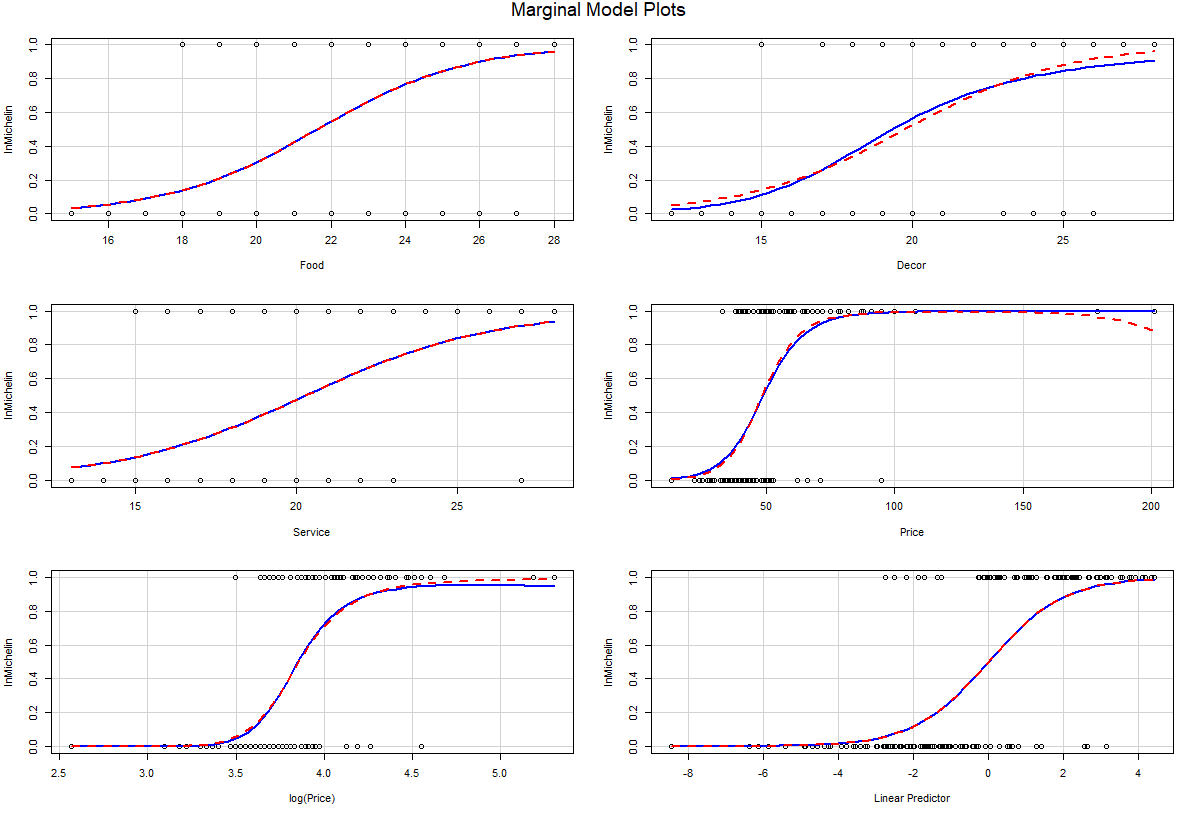 Marginal Model Plots
InMichelin
0.0 0.2 0.4 0.6 0.8 1.0
16 18 20 22 24 26 28
Food
InMichelin
0.0 0.2 0.4 0.6 0.8 1.0
15 20 25
Decor
InMichelin
0.0 0.2 0.4 0.6 0.8 1.0
15 20 25
Service
InMichelin
0.0 0.2 0.4 0.6 0.8 1.0
50 100 150 200
Price
InMichelin
0.0 0.2 0.4 0.6 0.8 1.0
2.5 3.0 3.5 4.0 4.5 5.0
log(Price)
InMichelin
0.0 0.2 0.4 0.6 0.8 1.0
-8 -6 -4 -2 0 2 4
Linear Predictor